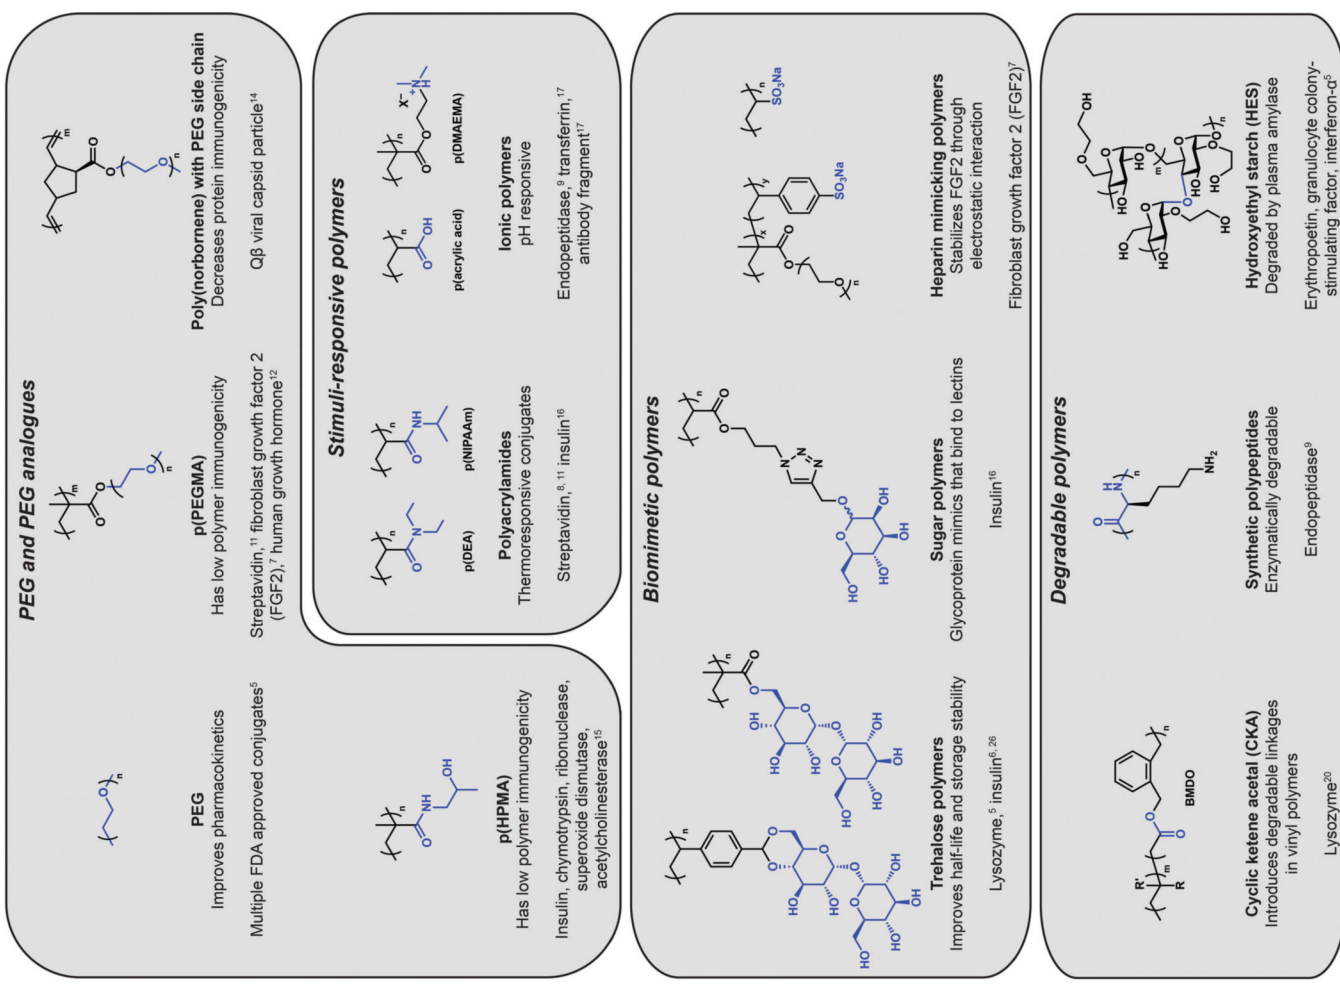 PEG and PEG analogues
PEG
Improves pharmacokinetics
Multiple FDA approved conjugates⁵
p(PEGMA)
Has low polymer immunogenicity
Streptavidin,¹¹ fibroblast growth factor 2
(FGF2),⁷ human growth hormone¹²
Poly(norbornene) with PEG side chain
Decreases protein immunogenicity
Qβ viral capsid particle¹⁴
p(HPMA)
Has low polymer immunogenicity
Insulin, chymotrypsin, ribonuclease,
superoxide dismutase,
acetylcholinesterase¹⁵
Stimuli-responsive polymers
p(DEA)
p(NIPAAm)
Polyacrylamides
Thermoresponsive conjugates
Streptavidin,⁸, ¹¹ insulin¹⁶
p(acrylic acid)
p(DMAEMA)
Ionic polymers
pH responsive
Endopeptidase,⁹ transferrin,¹⁷
antibody fragment¹⁷
Bionimetic polymers
Trehalose polymers
Improves half-life and storage stability
Lysozyme,⁵ insulin⁶, ²⁶
Sugar polymers
Glycoprotein mimics that bind to lectins
Insulin¹⁶
Heparin mimicking polymers
Stabilizes FGF2 through
electrostatic interaction
Fibroblast growth factor 2 (FGF2)⁷
Degradable polymers
BMDO
Cyclic ketene acetal (CKA)
Introduces degradable linkages
in vinyl polymers
Lysozyme²⁰
Synthetic polypeptides
Enzymatically degradable
Endopeptidase⁹
Hydroxyethyl starch (HES)
Degraded by plasma amylase
Erythropoetin, granulocyte colony-
stimulating factor, interferon-α⁵